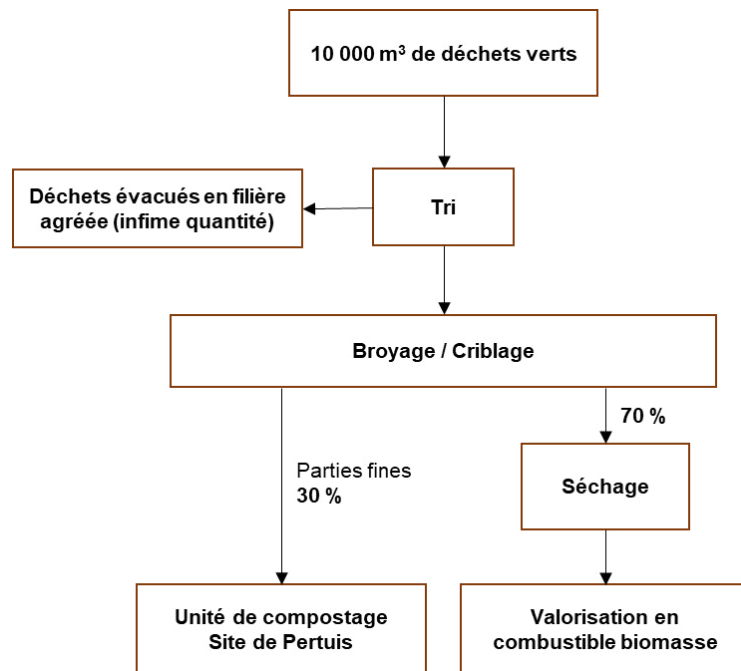 10 000 m³ de déchets verts
Déchets évacués en filière
agréée (infime quantité)
Tri
Broyage / Criblage
70 %
Parties fines
30 %
Séchage
Unité de compostage
Site de Pertuis
Valorisation en
combustible biomasse